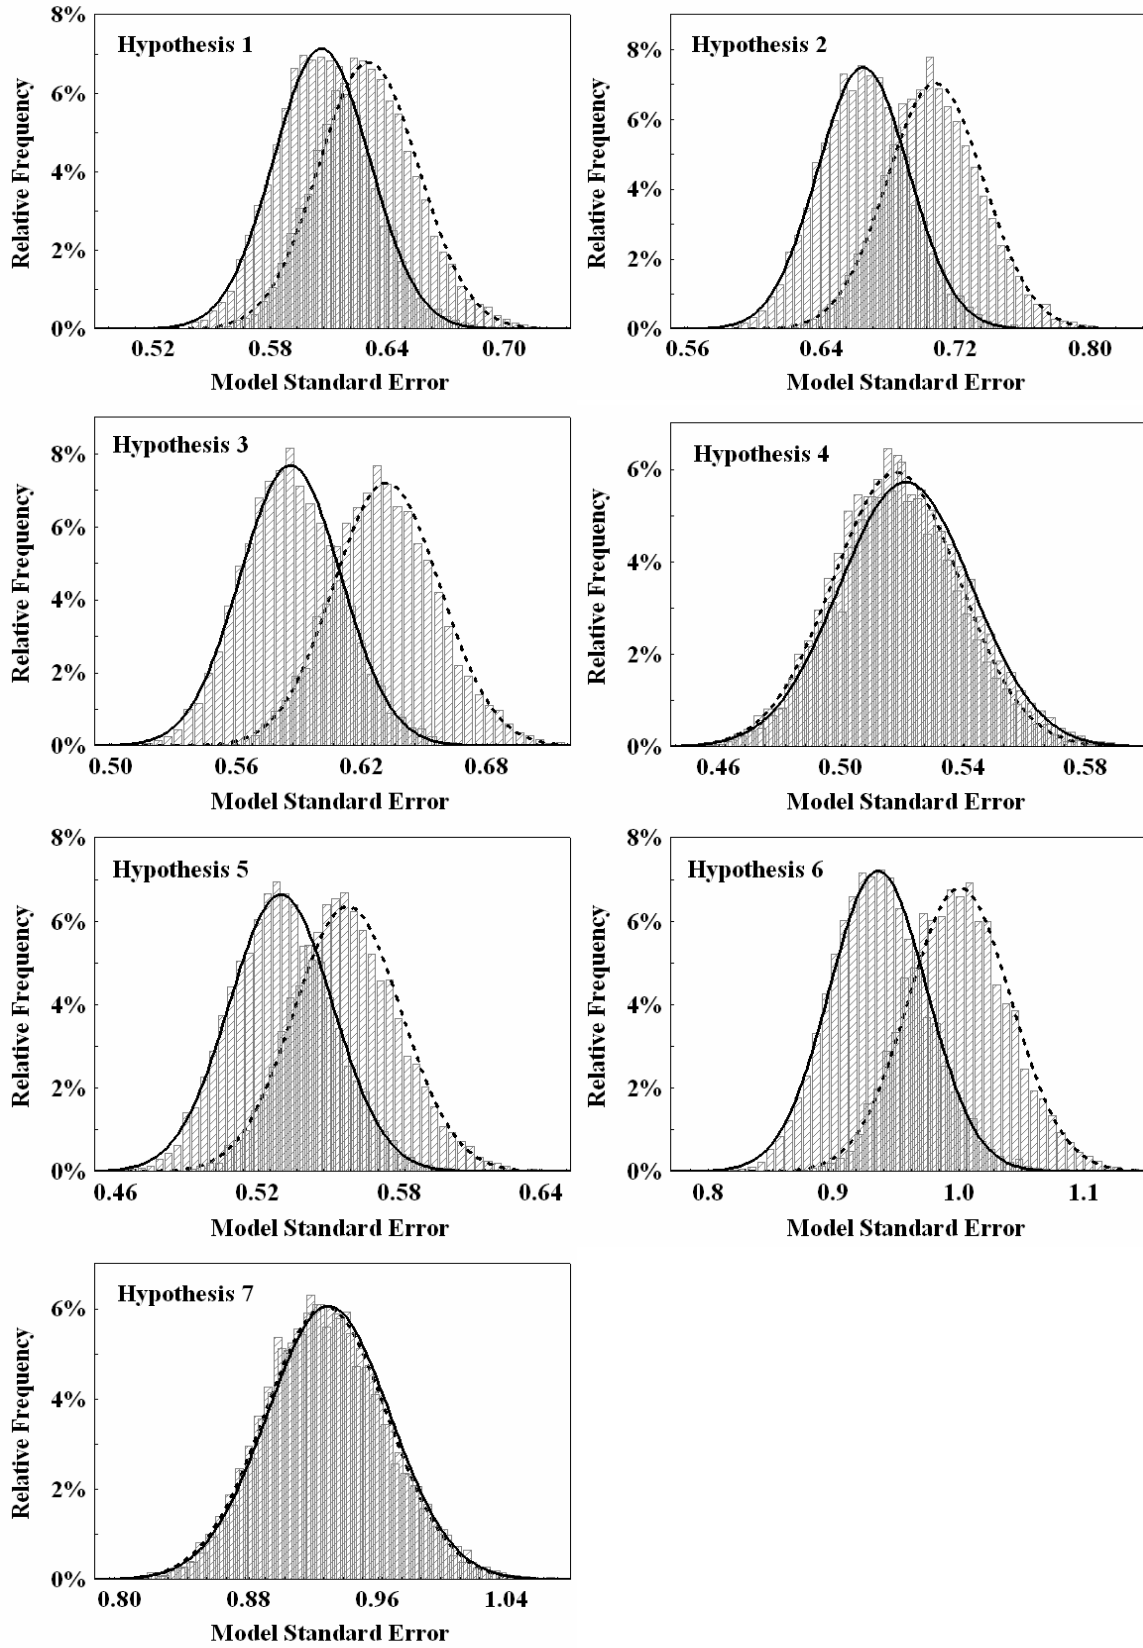 Hypothesis 1
Relative Frequency
8%
6%
4%
2%
0%
0.52 0.58 0.64 0.70
Model Standard Error
Hypothesis 2
Relative Frequency
8%
6%
4%
2%
0%
0.56 0.64 0.72 0.80
Model Standard Error
Hypothesis 3
Relative Frequency
8%
6%
4%
2%
0%
0.50 0.56 0.62 0.68
Model Standard Error
Hypothesis 4
Relative Frequency
6%
4%
2%
0%
0.46 0.50 0.54 0.58
Model Standard Error
Hypothesis 5
Relative Frequency
8%
6%
4%
2%
0%
0.46 0.52 0.58 0.64
Model Standard Error
Hypothesis 6
Relative Frequency
8%
6%
4%
2%
0%
0.8 0.9 1.0 1.1
Model Standard Error
Hypothesis 7
Relative Frequency
6%
4%
2%
0%
0.80 0.88 0.96 1.04
Model Standard Error